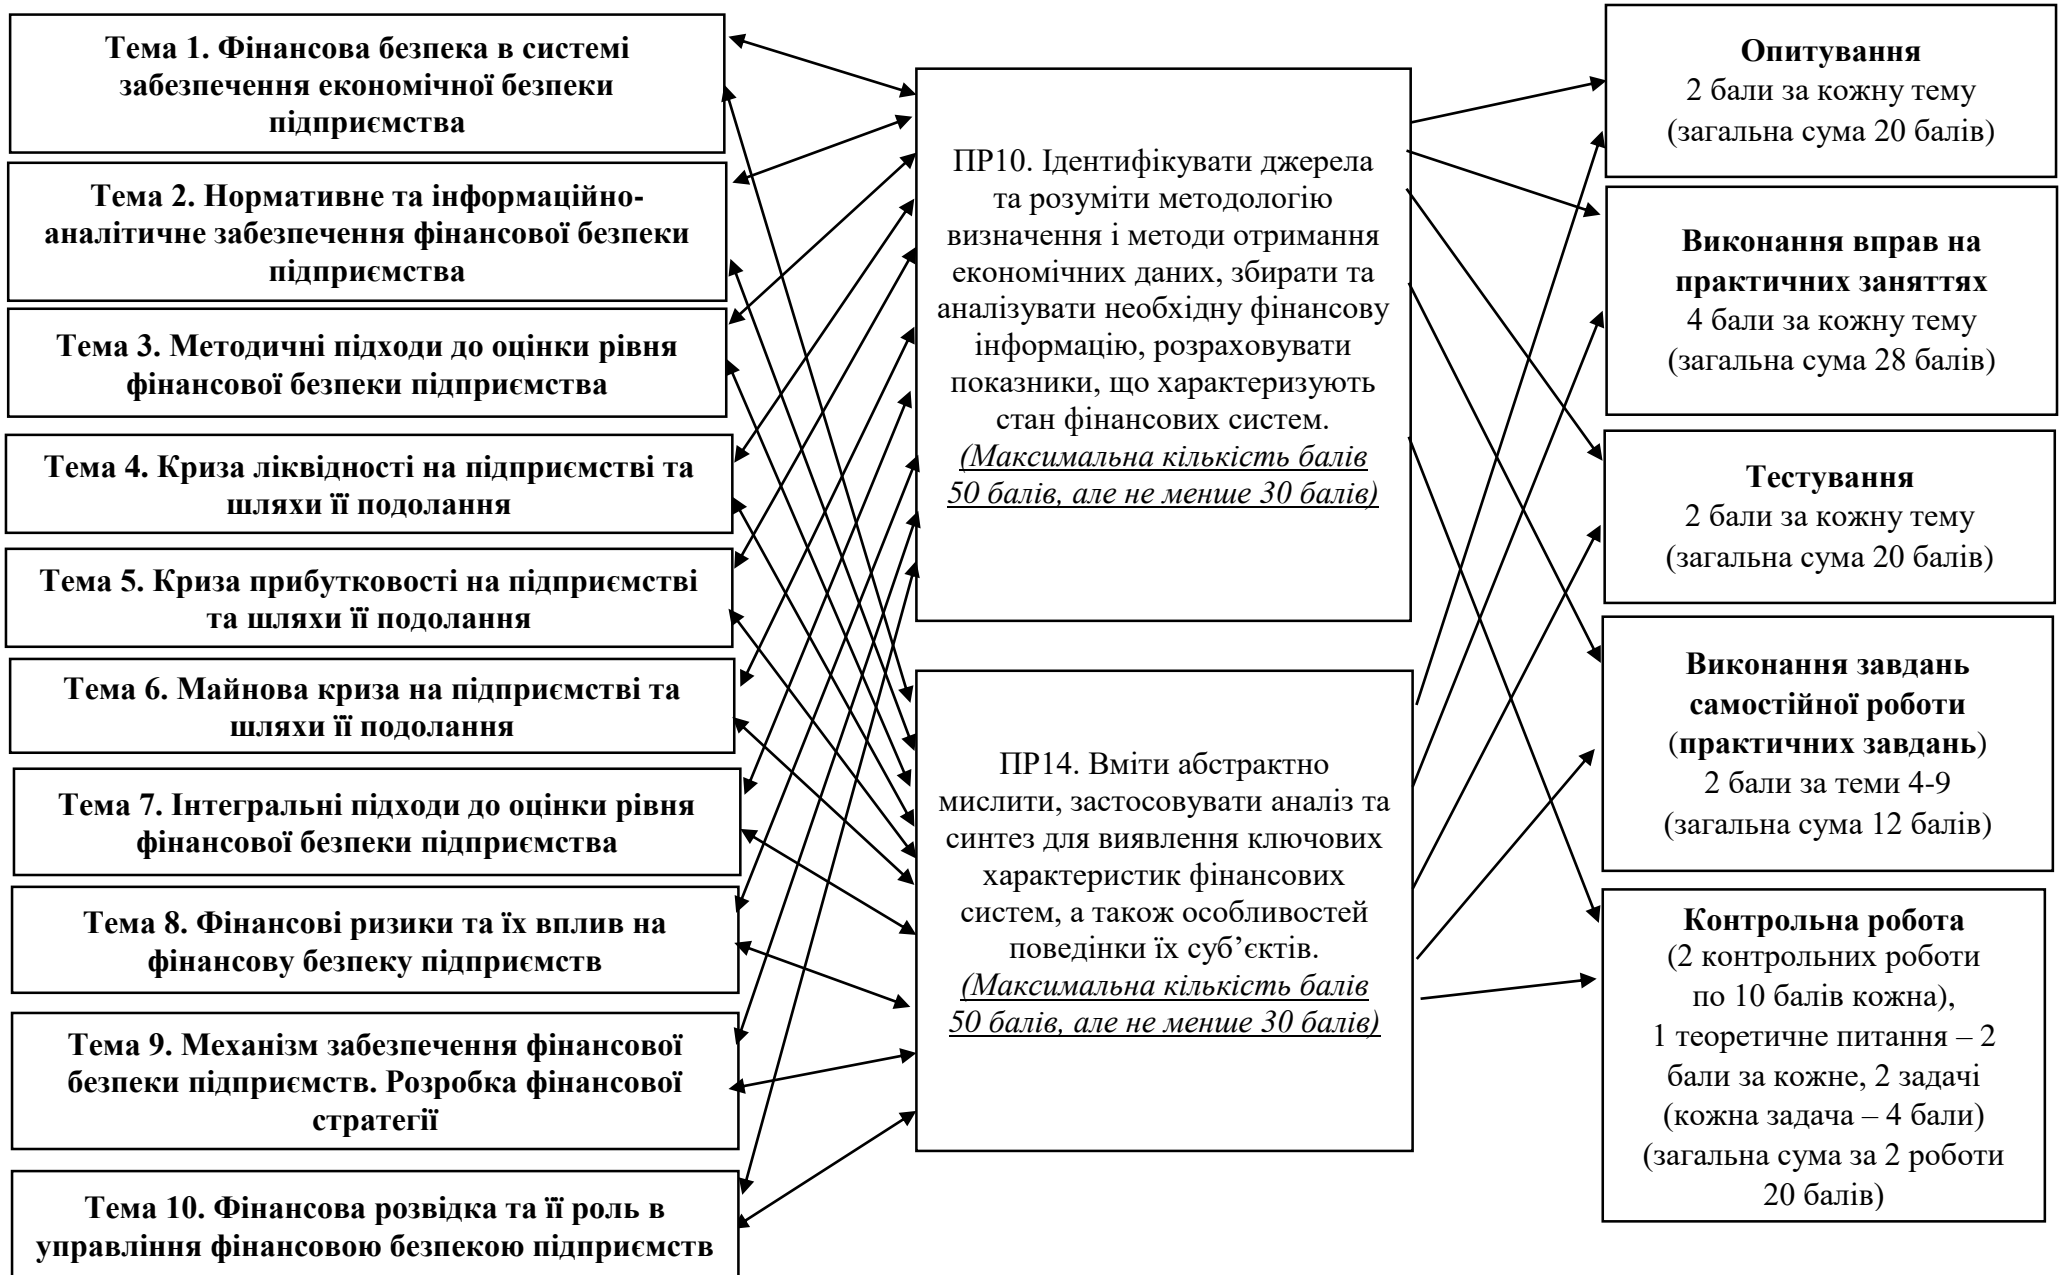 Тема 1. Фінансова безпека в системі
забезпечення економічної безпеки
підприємства
Тема 2. Нормативне та інформаційно-
аналітичне забезпечення фінансової безпеки
підприємства
Тема 3. Методичні підходи до оцінки рівня
фінансової безпеки підприємства
Тема 4. Криза ліквідності на підприємстві та
шляхи її подолання
Тема 5. Криза прибутковості на підприємстві
та шляхи її подолання
Тема 6. Майнова криза на підприємстві та
шляхи її подолання
Тема 7. Інтегральні підходи до оцінки рівня
фінансової безпеки підприємства
Тема 8. Фінансові ризики та їх вплив на
фінансову безпеку підприємств
Тема 9. Механізм забезпечення фінансової
безпеки підприємств. Розробка фінансової
стратегії
Тема 10. Фінансова розвідка та її роль в
управління фінансовою безпекою підприємств
ПР10. Ідентифікувати джерела
та розуміти методологію
визначення і методи отримання
економічних даних, збирати та
аналізувати необхідну фінансову
інформацію, розраховувати
показники, що характеризують
стан фінансових систем.
(Максимальна кількість балів
50 балів, але не менше 30 балів)
ПР14. Вміти абстрактно
мислити, застосовувати аналіз та
синтез для виявлення ключових
характеристик фінансових
систем, а також особливостей
поведінки їх суб’єктів.
(Максимальна кількість балів
50 балів, але не менше 30 балів)
Опитування
2 бали за кожну тему
(загальна сума 20 балів)
Виконання вправ на
практичних заняттях
4 бали за кожну тему
(загальна сума 28 балів)
Тестування
2 бали за кожну тему
(загальна сума 20 балів)
Виконання завдань
самостійної роботи
(практичних завдань)
2 бали за теми 4-9
(загальна сума 12 балів)
Контрольна робота
(2 контрольних роботи
по 10 балів кожна),
1 теоретичне питання – 2
бали за кожне, 2 задачі
(кожна задача – 4 бали)
(загальна сума за 2 роботи
20 балів)